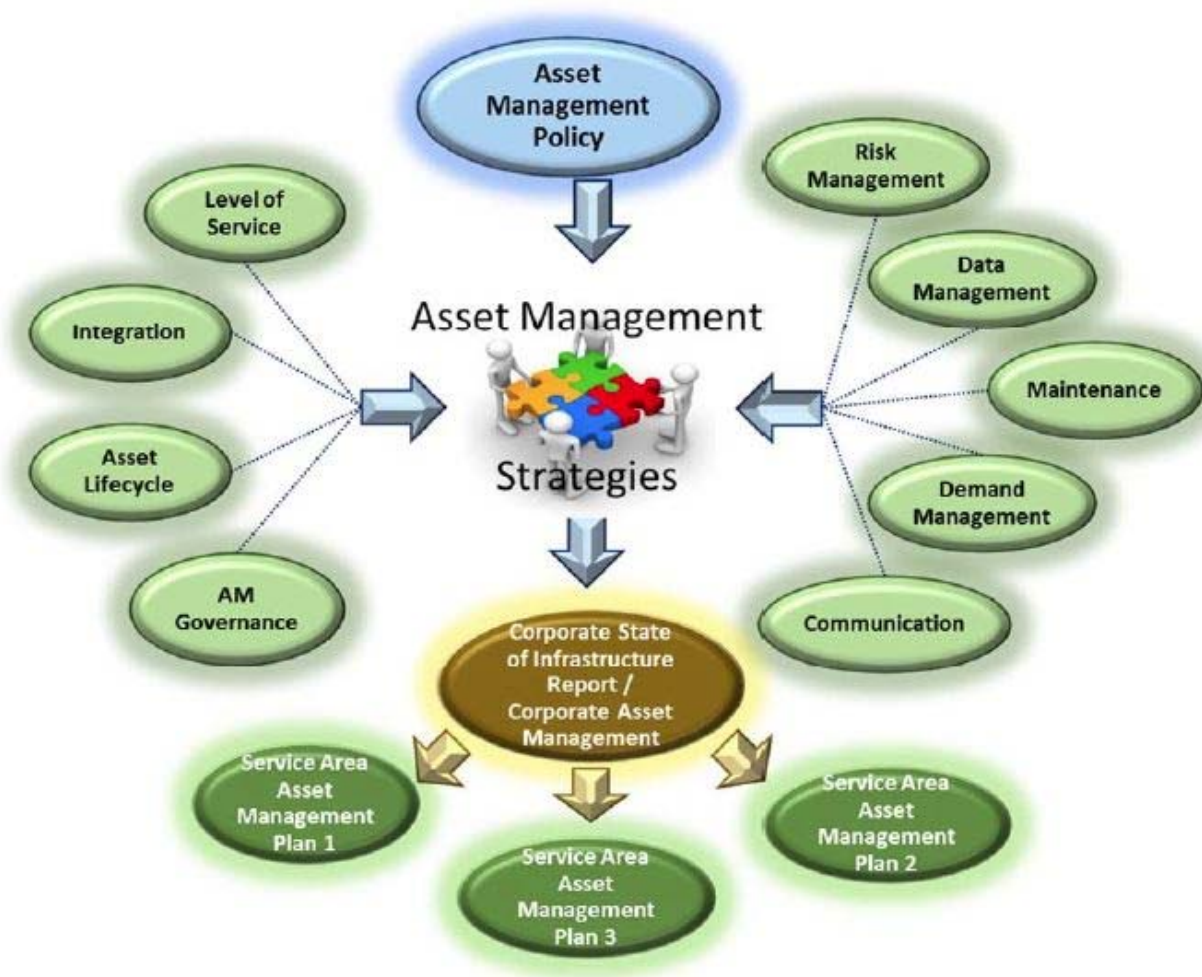 Asset
Management
Policy
Level of
Service
Integration
Asset
Lifecycle
AM
Governance
Asset Management
Strategies
Risk
Management
Data
Management
Maintenance
Demand
Management
Communication
Corporate State
of Infrastructure
Report /
Corporate Asset
Management
Service Area
Asset
Management
Plan 1
Service Area
Asset
Management
Plan 3
Service Area
Asset
Management
Plan 2